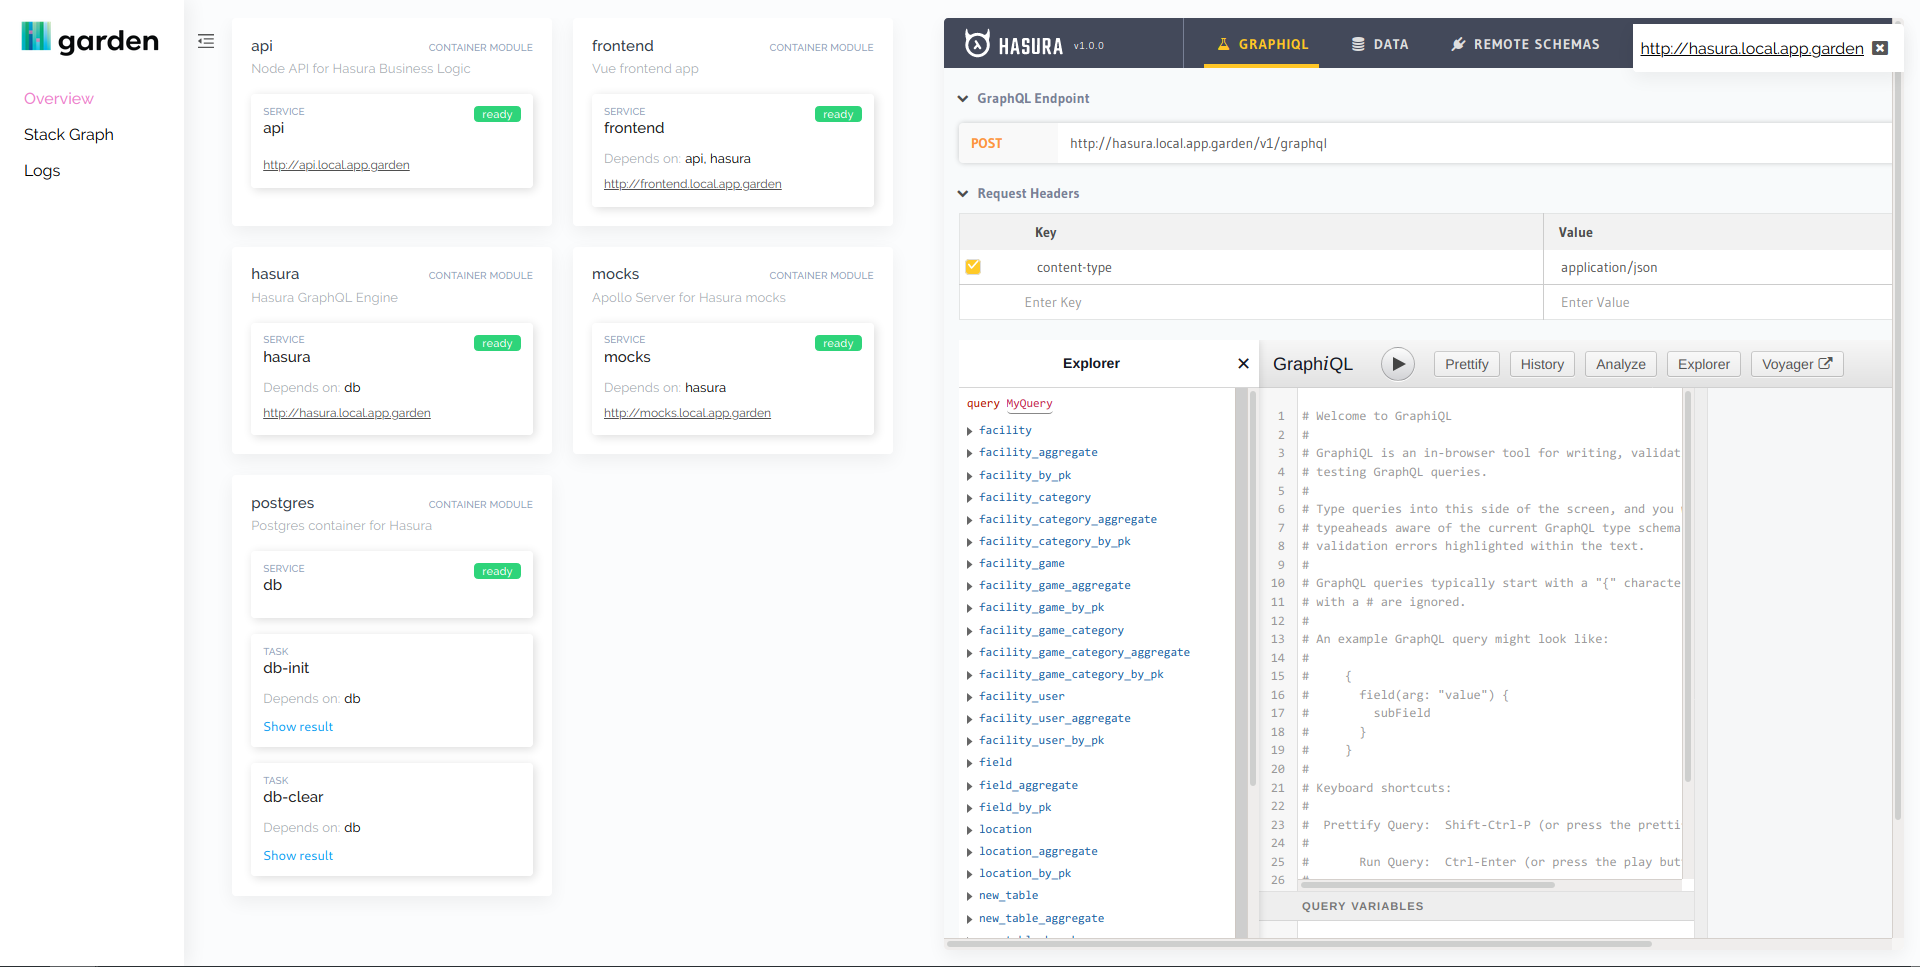 garden
Overview
Stack Graph
Logs
api
CONTAINER MODULE
Node API for Hasura Business Logic
SERVICE
ready
api
http://api.local.app.garden
frontend
CONTAINER MODULE
Vue frontend app
SERVICE
ready
frontend
Depends on: api, hasura
http://frontend.local.app.garden
hasura
CONTAINER MODULE
Hasura GraphQL Engine
SERVICE
ready
hasura
Depends on: db
http://hasura.local.app.garden
mocks
CONTAINER MODULE
Apollo Server for Hasura mocks
SERVICE
ready
mocks
Depends on: hasura
http://mocks.local.app.garden
postgres
CONTAINER MODULE
Postgres container for Hasura
SERVICE
ready
db
TASK
db-init
Depends on: db
Show result
TASK
db-clear
Depends on: db
Show result
HASURA v1.0.0
GRAPHIQL
DATA
REMOTE SCHEMAS
http://hasura.local.app.garden
GraphQL Endpoint
POST
http://hasura.local.app.garden/v1/graphql
Request Headers
Key
Value
content-type
application/json
Enter Key
Enter Value
Explorer
query MyQuery
facility
facility_aggregate
facility_by_pk
facility_category
facility_category_aggregate
facility_category_by_pk
facility_game
facility_game_aggregate
facility_game_by_pk
facility_game_category
facility_game_category_aggregate
facility_game_category_by_pk
facility_user
facility_user_aggregate
facility_user_by_pk
field
field_aggregate
field_by_pk
location
location_aggregate
location_by_pk
new_table
new_table_aggregate
GraphiQL
Prettify
History
Analyze
Explorer
Voyager
1 # Welcome to GraphiQL
2 #
3 # GraphiQL is an in-browser tool for writing, validat
4 # testing GraphQL queries.
5 #
6 # Type queries into this side of the screen, and you
7 # typeaheads aware of the current GraphQL type schema
8 # validation errors highlighted within the text.
9 #
10 # GraphQL queries typically start with a "{" characte
11 # with a # are ignored.
12 #
13 # An example GraphQL query might look like:
14 #
15 #     {
16 #       field(arg: "value") {
17 #         subField
18 #       }
19 #     }
20 #
21 # Keyboard shortcuts:
22 #
23 #  Prettify Query:  Shift-Ctrl-P (or press the pretti
24 #
25 #       Run Query:  Ctrl-Enter (or press the play but
26 #
QUERY VARIABLES